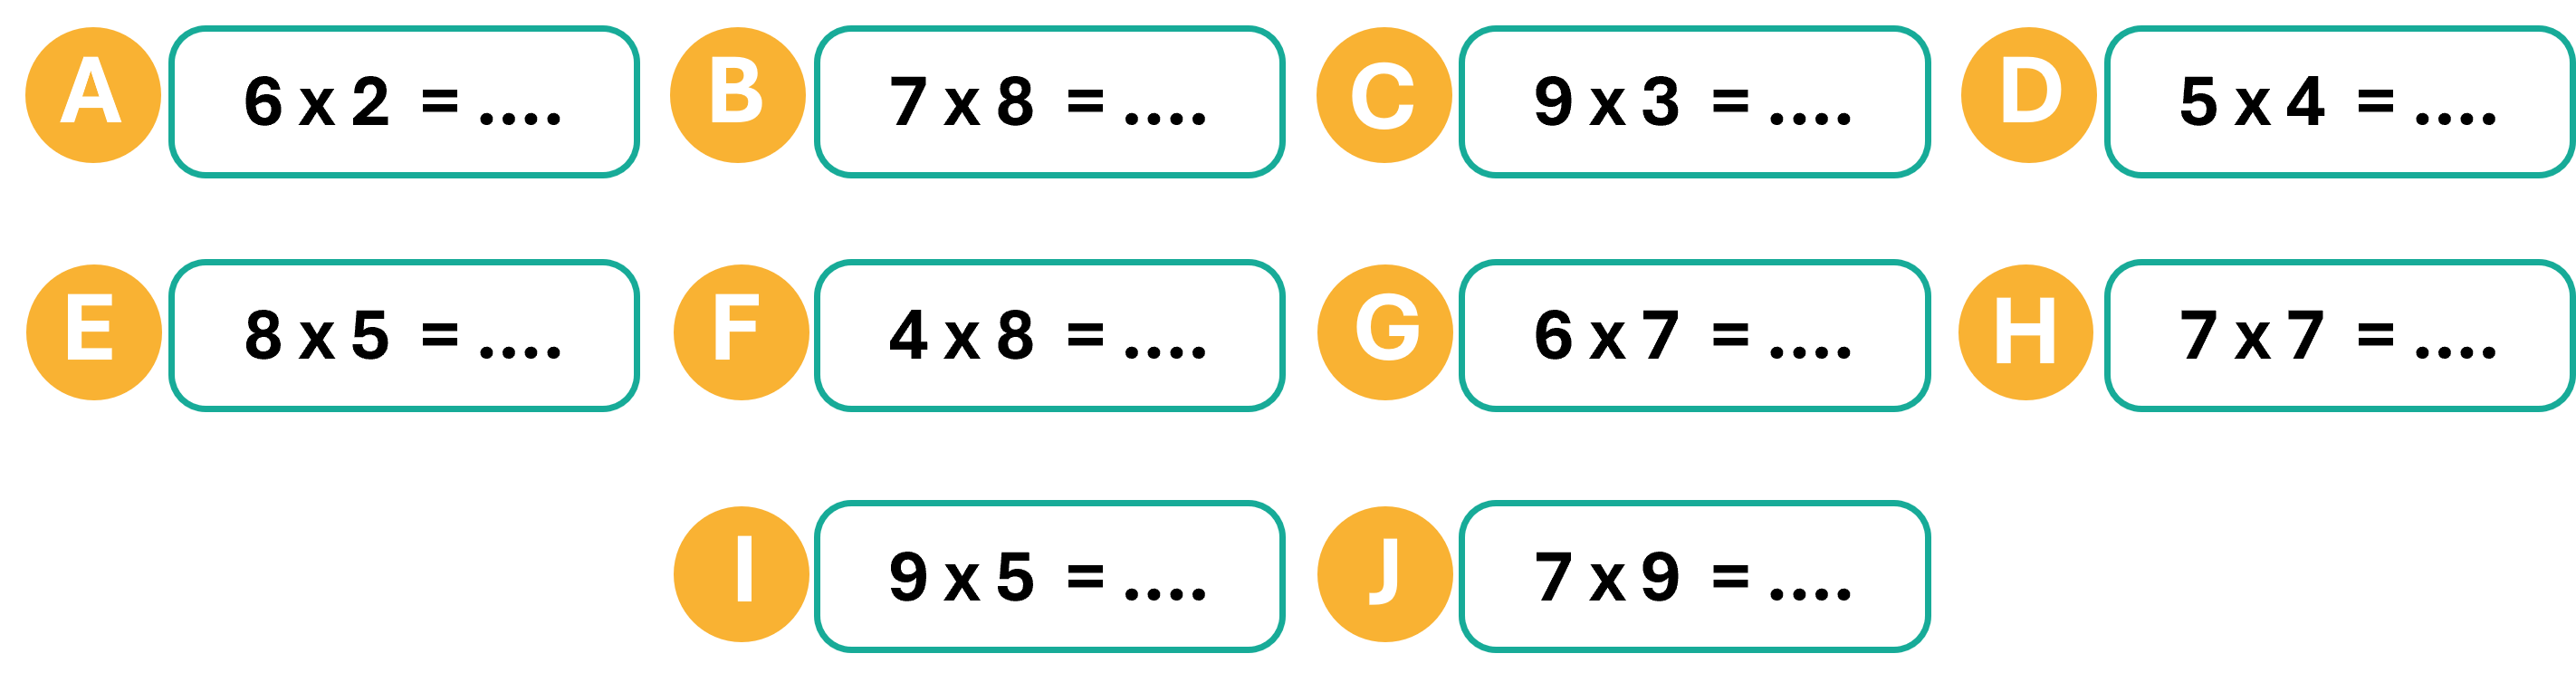 A 6 x 2 = .... B 7 x 8 = .... C 9 x 3 = .... D 5 x 4 = ....
E 8 x 5 = .... F 4 x 8 = .... G 6 x 7 = .... H 7 x 7 = ....
I 9 x 5 = .... J 7 x 9 = ....